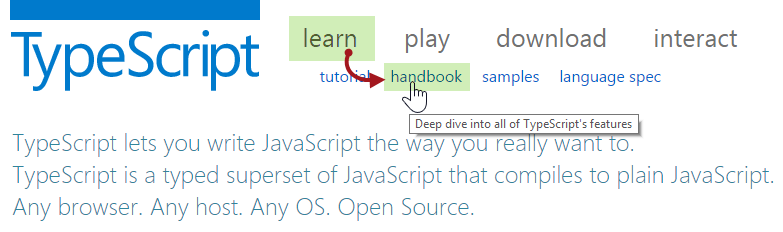 TypeScript
learn play download interact
tutorial handbook samples language spec
Deep dive into all of TypeScript's features
TypeScript lets you write JavaScript the way you really want to.
TypeScript is a typed superset of JavaScript that compiles to plain JavaScript.
Any browser. Any host. Any OS. Open Source.